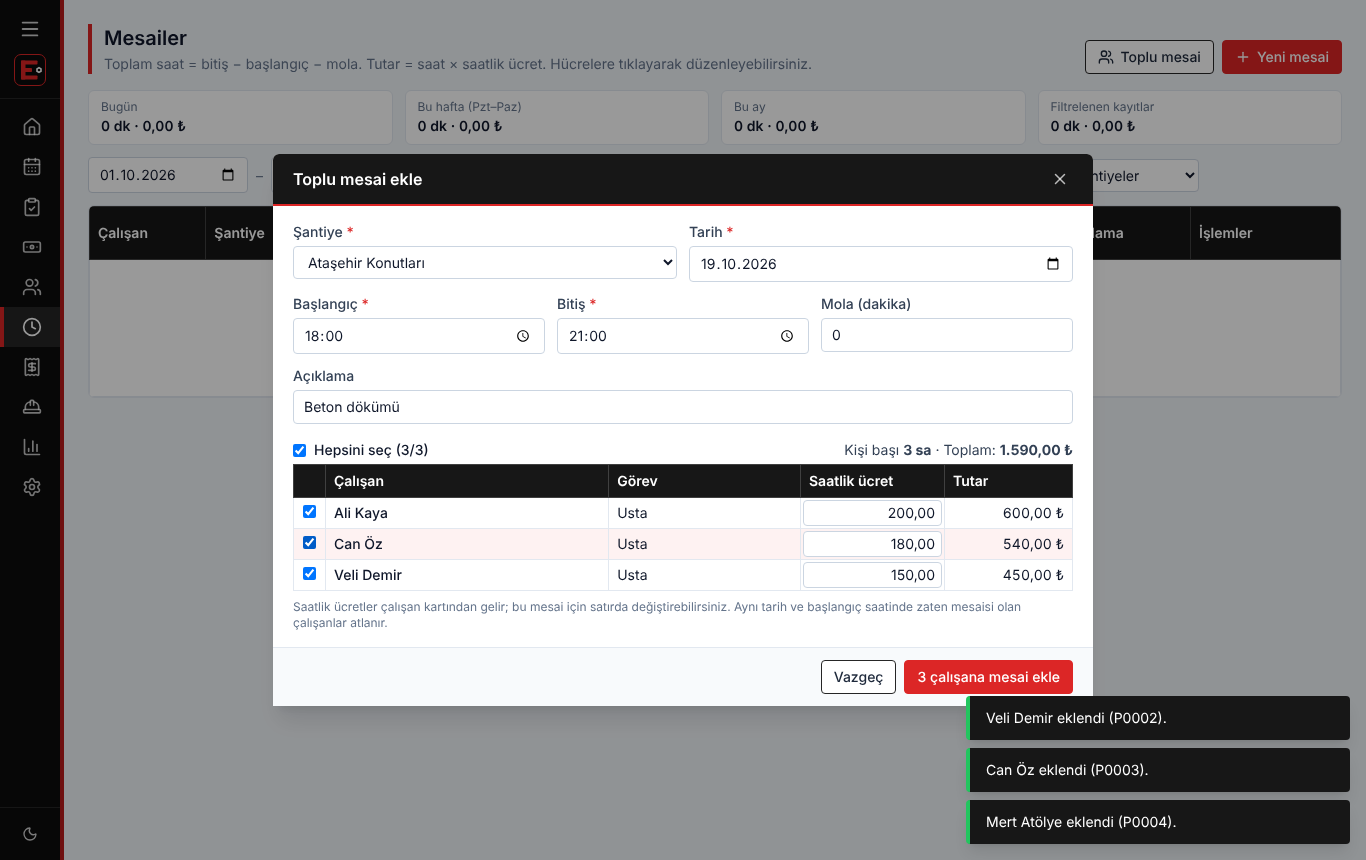 Mesailer
Toplam saat = bitiş − başlangıç − mola. Tutar = saat × saatlik ücret. Hücrelere tıklayarak düzenleyebilirsiniz.
Toplu mesai
+ Yeni mesai
E
Bugün
0 dk · 0,00 ₺
Bu hafta (Pzt–Paz)
0 dk · 0,00 ₺
Bu ay
0 dk · 0,00 ₺
Filtrelenen kayıtlar
0 dk · 0,00 ₺
01.10.2026
–
ntiyeler
Çalışan
Şantiye
lama
İşlemler
Toplu mesai ekle
Şantiye *
Tarih *
Ataşehir Konutları
19.10.2026
Başlangıç *
Bitiş *
Mola (dakika)
18:00
21:00
0
Açıklama
Beton dökümü
Hepsini seç (3/3)
Kişi başı 3 sa · Toplam: 1.590,00 ₺
Çalışan Görev Saatlik ücret Tutar
Ali Kaya Usta 200,00 600,00 ₺
Can Öz Usta 180,00 540,00 ₺
Veli Demir Usta 150,00 450,00 ₺
Saatlik ücretler çalışan kartından gelir; bu mesai için satırda değiştirebilirsiniz. Aynı tarih ve başlangıç saatinde zaten mesaisi olan
çalışanlar atlanır.
Vazgeç
3 çalışana mesai ekle
Veli Demir eklendi (P0002).
Can Öz eklendi (P0003).
Mert Atölye eklendi (P0004).